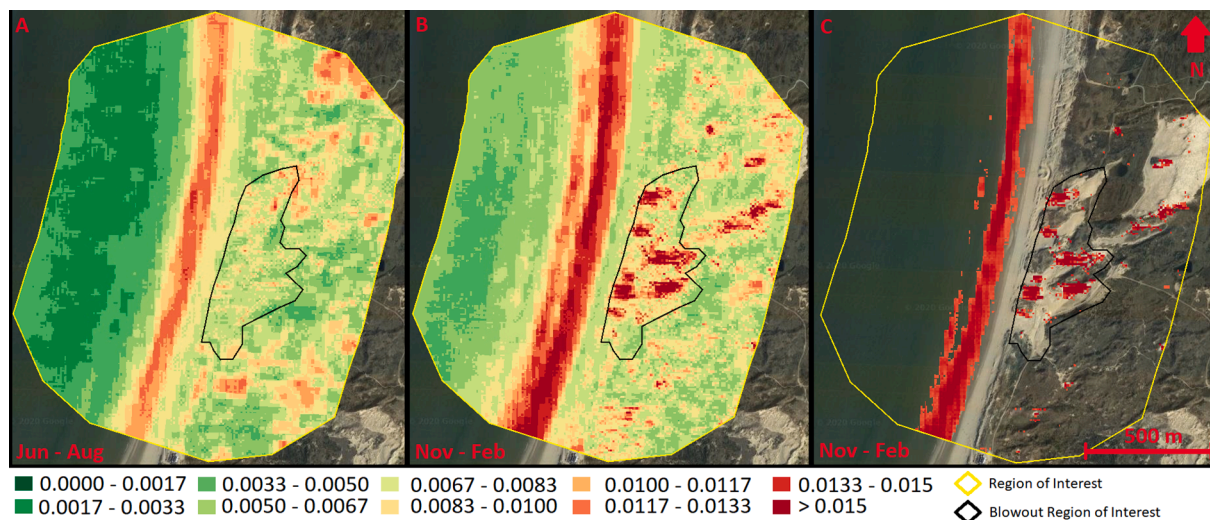 A
B
C
N
Jun - Aug
Nov - Feb
Nov - Feb
500 m
0.0000 - 0.0017
0.0033 - 0.0050
0.0067 - 0.0083
0.0100 - 0.0117
0.0133 - 0.015
Region of Interest
0.0017 - 0.0033
0.0050 - 0.0067
0.0083 - 0.0100
0.0117 - 0.0133
> 0.015
Blowout Region of Interest